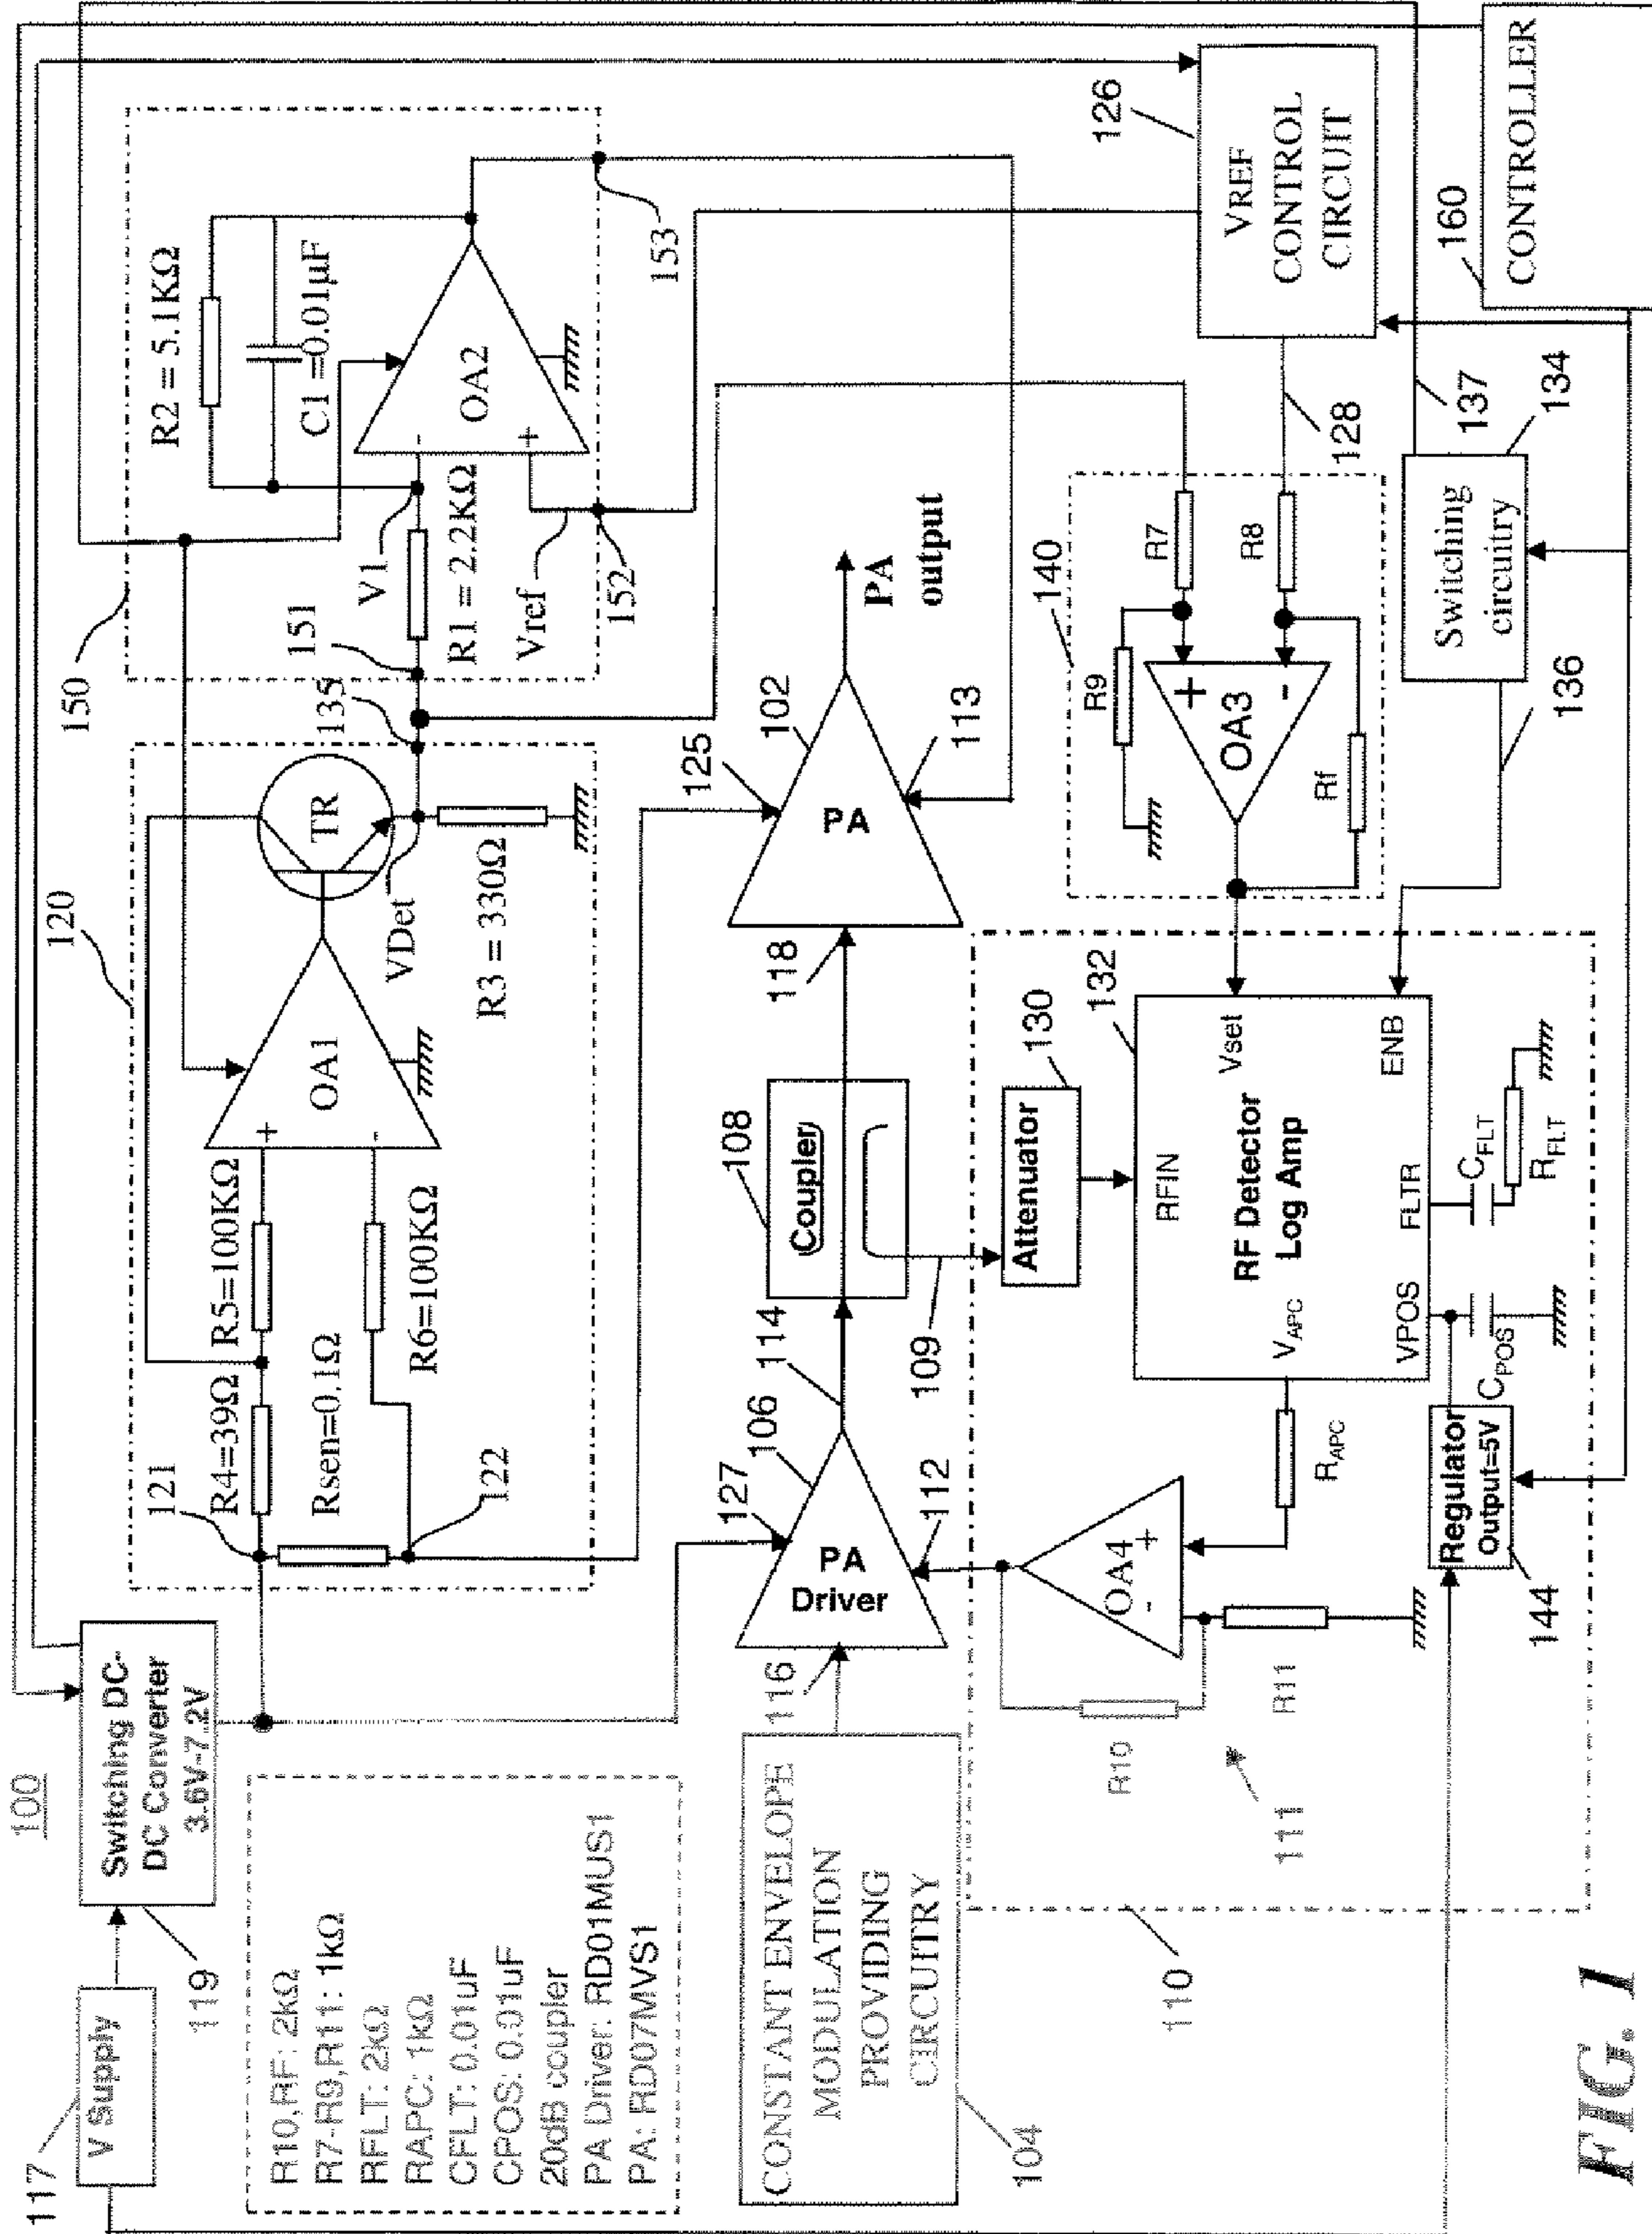 100
117
V Supply
119
Switching DC-
DC Converter
3.6V-7.2V
R10,RF: 2kΩ
R7-R9,R11: 1kΩ
RFLT: 2kΩ
RAPC: 1kΩ
CFLT: 0.01uF
CPOS: 0.01uF
20dB coupler
PA Driver: RD01MUS1
PA: RD07MVS1
120
121
R4=39Ω
R5=100KΩ
Rsen=0.1Ω
R6=100KΩ
122
+
-
OA1
TR
VDet
R3 = 330Ω
135
150
151
V1
R1 = 2.2KΩ
Vref
152
R2 = 5.1KΩ
C1 =0.01µF
-
+
OA2
153
126
VREF
CONTROL
CIRCUIT
160
CONTROLLER
CONSTANT ENVELOPE
MODULATION
PROVIDING
CIRCUITRY
104
116
127
106
PA
Driver
112
114
108
Coupler
109
118
125
102
PA
113
PA
output
140
R9
R7
R8
+
-
OA3
Rf
128
137
134
Switching
circuitry
136
110
111
R10
R11
OA4
-
+
RAPC
130
Attenuator
132
RFIN
Vset
RF Detector
Log Amp
VAPC
ENB
VPOS
FLTR
CFLT
RFLT
CPOS
Regulator
Output=5V
144
FIG. 1